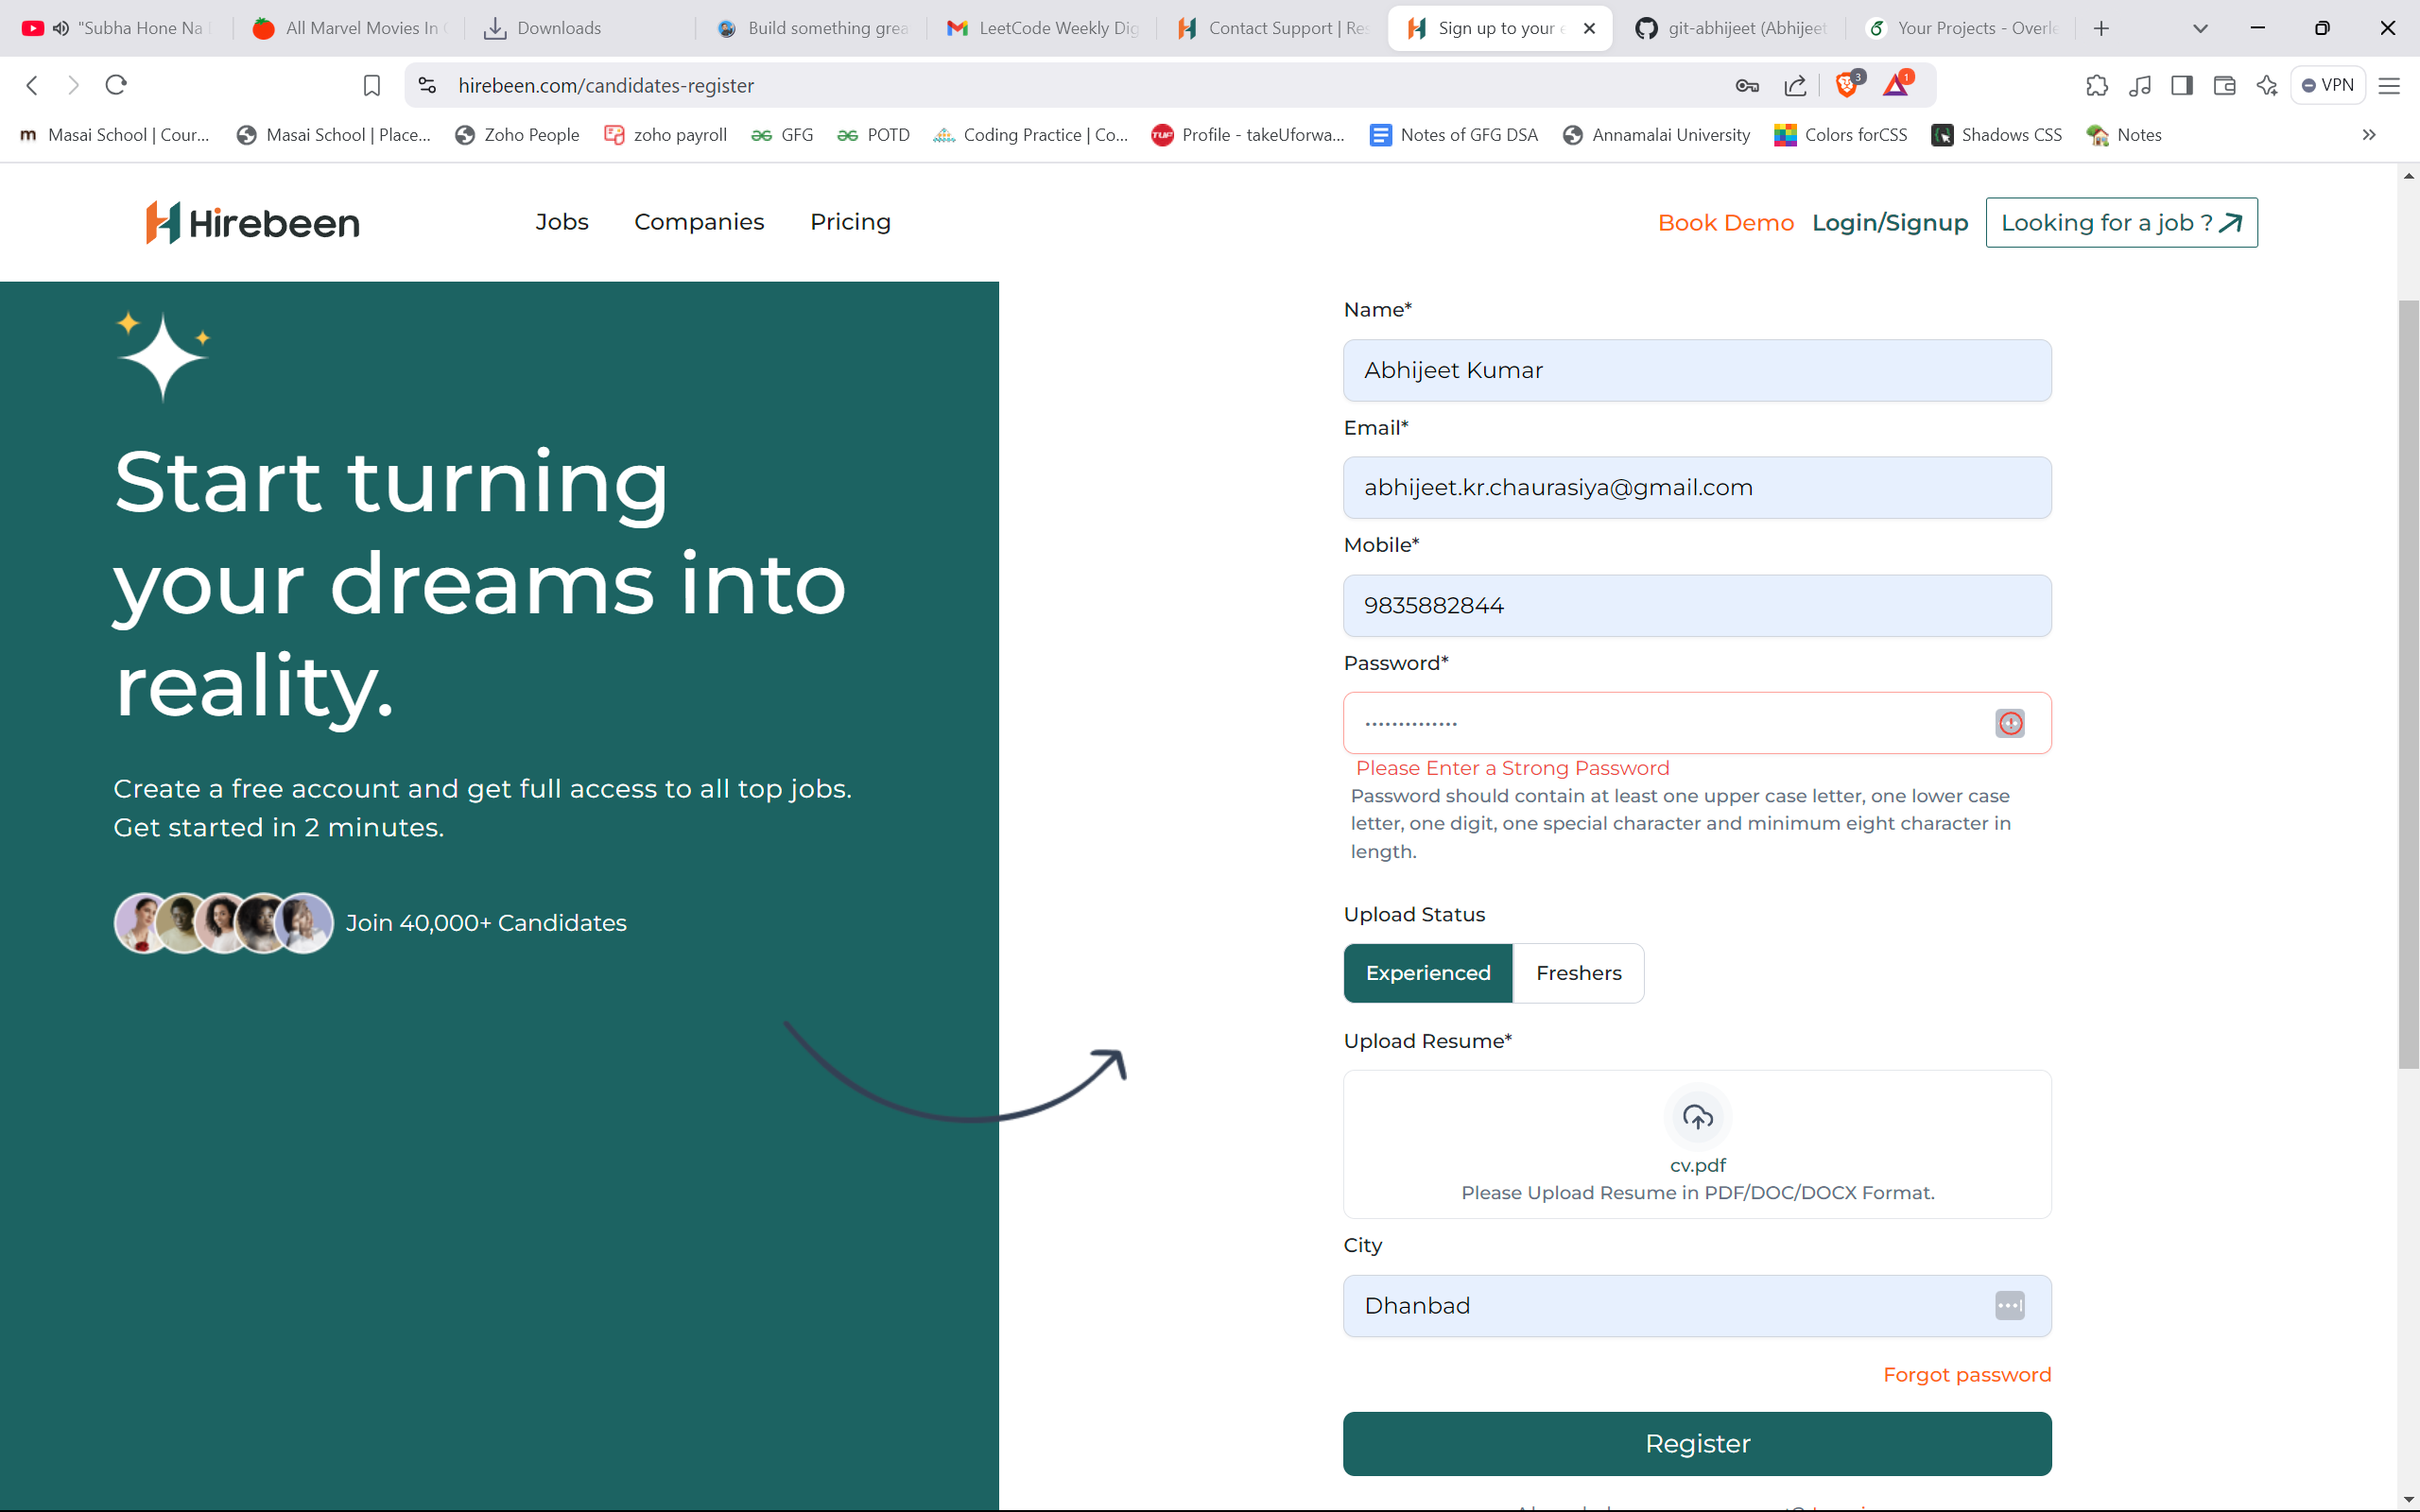 "Subha Hone Na
All Marvel Movies In
Downloads
Build something grea
LeetCode Weekly Dig
Contact Support | Res
Sign up to your e
git-abhijeet (Abhijeet
Your Projects - Overle
hirebeen.com/candidates-register
3
1
VPN
Masai School | Cour...
Masai School | Place...
Zoho People
zoho payroll
GFG
POTD
Coding Practice | Co...
Profile - takeUforwa...
Notes of GFG DSA
Annamalai University
Colors forCSS
Shadows CSS
Notes
Hirebeen
Jobs
Companies
Pricing
Book Demo
Login/Signup
Looking for a job ?
Start turning
your dreams into
reality.
Create a free account and get full access to all top jobs.
Get started in 2 minutes.
Join 40,000+ Candidates
Name*
Abhijeet Kumar
Email*
abhijeet.kr.chaurasiya@gmail.com
Mobile*
9835882844
Password*
··············
Please Enter a Strong Password
Password should contain at least one upper case letter, one lower case
letter, one digit, one special character and minimum eight character in
length.
Upload Status
Experienced
Freshers
Upload Resume*
cv.pdf
Please Upload Resume in PDF/DOC/DOCX Format.
City
Dhanbad
Forgot password
Register